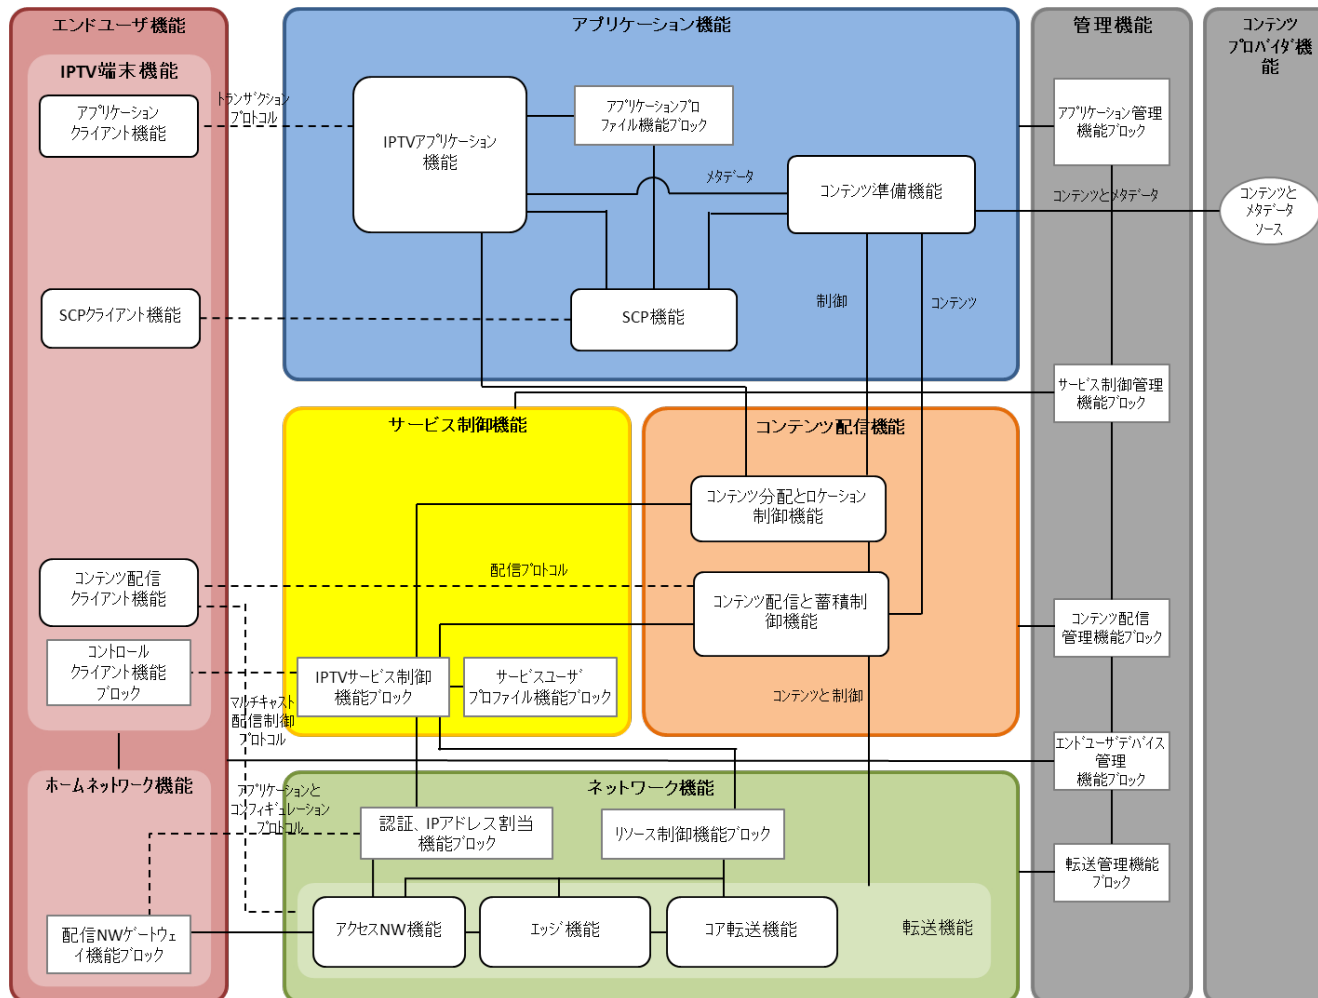 エンドユーザ機能
IPTV端末機能
アプリケーション
クライアント機能
SCPクライアント機能
コンテンツ配信
クライアント機能
コントロール
クライアント機能
ブロック
ホームネットワーク機能
配信NWゲートウェ
イ機能ブロック
トランザクション
プロトコル
マルチキャスト
配信制御
プロトコル
アプリケーションと
コンフィギュレーション
プロトコル
アプリケーション機能
IPTVアプリケーション
機能
アプリケーションプロ
ファイル機能ブロック
メタデータ
コンテンツ準備機能
SCP機能
制御
コンテンツ
サービス制御機能
配信プロトコル
IPTVサービス制御
機能ブロック
サービスユーザ
プロファイル機能ブロック
コンテンツ配信機能
コンテンツ分配とロケーション
制御機能
コンテンツ配信と蓄積制
御機能
コンテンツと制御
ネットワーク機能
認証、IPアドレス割当
機能ブロック
リソース制御機能ブロック
アクセスNW機能
エッジ機能
コア転送機能
転送機能
管理機能
アプリケーション管理
機能ブロック
コンテンツとメタデータ
サービス制御管理
機能ブロック
コンテンツ配信
管理機能ブロック
エンドユーザデバイス
管理
機能ブロック
転送管理機能
ブロック
コンテンツ
プロバイダ機
能
コンテンツと
メタデータ
ソース